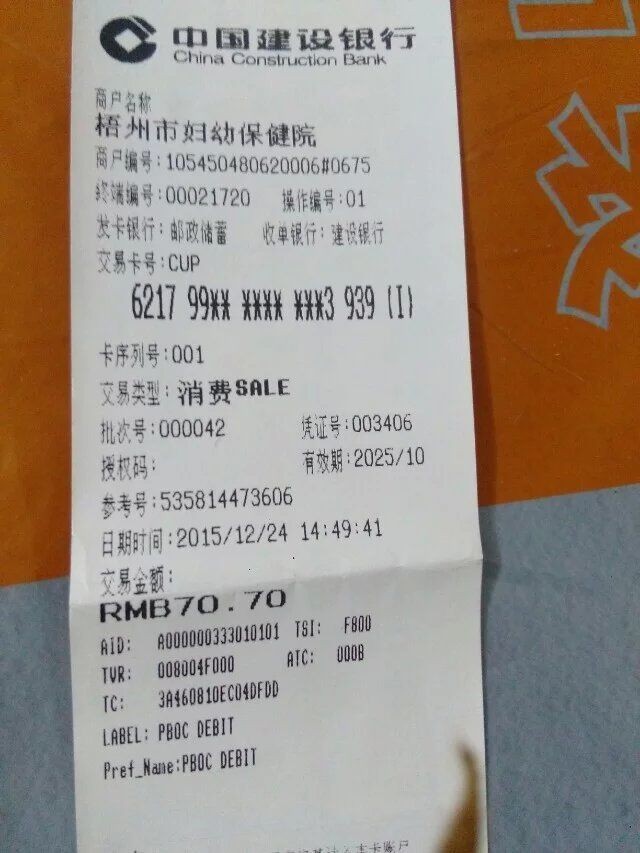 中国建设银行
China Construction Bank
商户名称
梧州市妇幼保健院
商户编号:105450480620006#0675
终端编号:00021720 操作编号:01
发卡银行:邮政储蓄 收单银行:建设银行
交易卡号:CUP
6217 99** **** ***3 939 (I)
卡序列号:001
交易类型:消费SALE
批次号:000042 凭证号:003406
授权码: 有效期:2025/10
参考号:535814473606
日期时间:2015/12/24 14:49:41
交易金额:
RMB70.70
AID: A000000333010101 TSI: F800
TVR: 008004F000 ATC: 000B
TC: 3A460810EC04DFDD
LABEL: PBOC DEBIT
Pref_Name:PBOC DEBIT